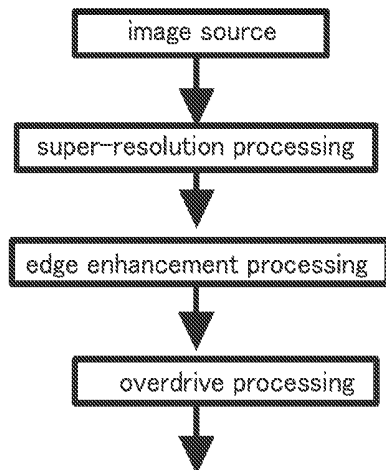 image source
super-resolution processing
edge enhancement processing
overdrive processing